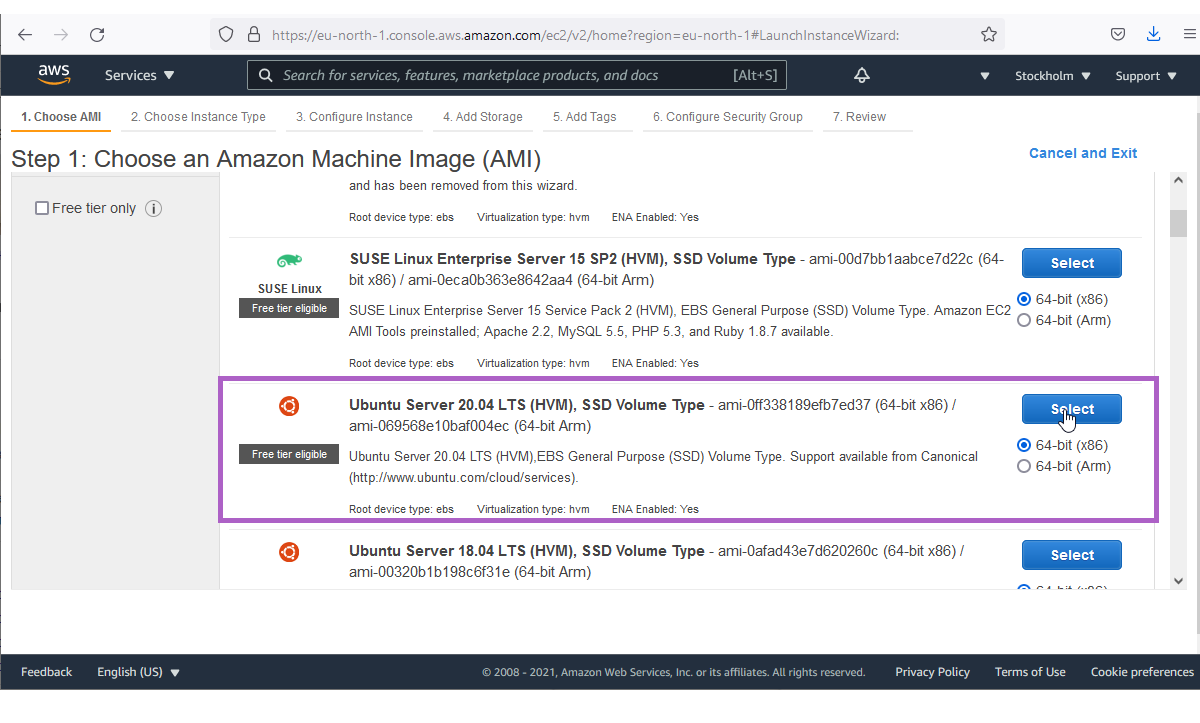 https://eu-north-1.console.aws.amazon.com/ec2/v2/home?region=eu-north-1#LaunchInstanceWizard:
aws Services ▼ Search for services, features, marketplace products, and docs [Alt+S] ▼ Stockholm ▼ Support ▼
1. Choose AMI 2. Choose Instance Type 3. Configure Instance 4. Add Storage 5. Add Tags 6. Configure Security Group 7. Review
Step 1: Choose an Amazon Machine Image (AMI)
Cancel and Exit
Free tier only
and has been removed from this wizard.
Root device type: ebs Virtualization type: hvm ENA Enabled: Yes
SUSE Linux
Free tier eligible
SUSE Linux Enterprise Server 15 SP2 (HVM), SSD Volume Type - ami-00d7bb1aabce7d22c (64-
bit x86) / ami-0eca0b363e8642aa4 (64-bit Arm)
SUSE Linux Enterprise Server 15 Service Pack 2 (HVM), EBS General Purpose (SSD) Volume Type. Amazon EC2
AMI Tools preinstalled; Apache 2.2, MySQL 5.5, PHP 5.3, and Ruby 1.8.7 available.
Root device type: ebs Virtualization type: hvm ENA Enabled: Yes
Select
64-bit (x86)
64-bit (Arm)
Free tier eligible
Ubuntu Server 20.04 LTS (HVM), SSD Volume Type - ami-0ff338189efb7ed37 (64-bit x86) /
ami-069568e10baf004ec (64-bit Arm)
Ubuntu Server 20.04 LTS (HVM),EBS General Purpose (SSD) Volume Type. Support available from Canonical
(http://www.ubuntu.com/cloud/services).
Root device type: ebs Virtualization type: hvm ENA Enabled: Yes
Select
64-bit (x86)
64-bit (Arm)
Ubuntu Server 18.04 LTS (HVM), SSD Volume Type - ami-0afad43e7d620260c (64-bit x86) /
ami-00320b1b198c6f31e (64-bit Arm)
Select
64-bit (x86)
Feedback English (US) ▼ © 2008 - 2021, Amazon Web Services, Inc. or its affiliates. All rights reserved. Privacy Policy Terms of Use Cookie preferences